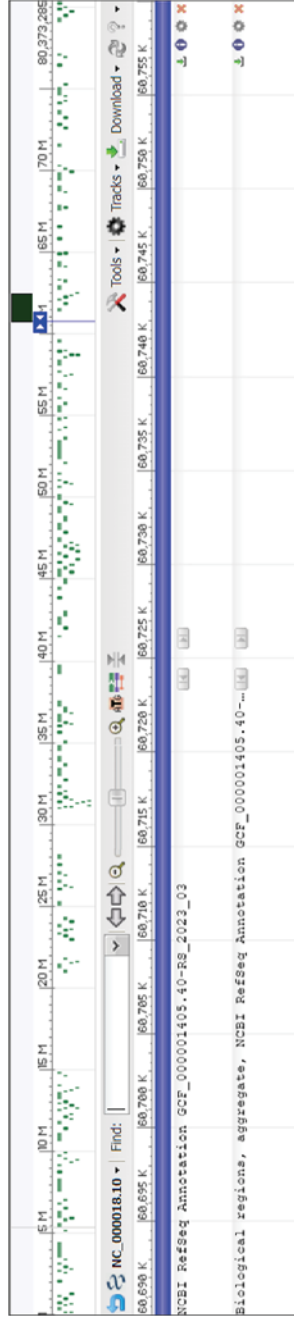 5 M 10 M 15 M 20 M 25 M 30 M 35 M 40 M 45 M 50 M 55 M 65 M 70 M 80,373,285
NC_000018.10 Find: Tools Tracks Download ?
60,690 K 60,695 K 60,700 K 60,705 K 60,710 K 60,715 K 60,720 K 60,725 K 60,730 K 60,735 K 60,740 K 60,745 K 60,750 K 60,755 K
NCBI RefSeq Annotation GCF_000001405.40-RS_2023_03
Biological regions, aggregate, NCBI RefSeq Annotation GCF_000001405.40-…